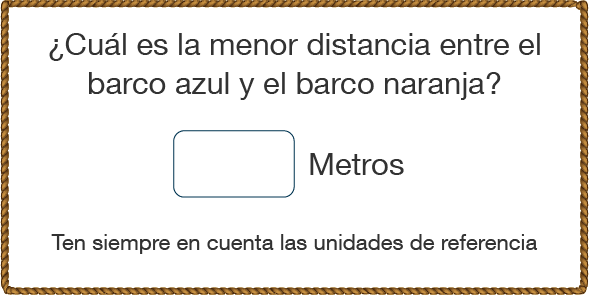 ¿Cuál es la menor distancia entre el
barco azul y el barco naranja?
Metros
Ten siempre en cuenta las unidades de referencia